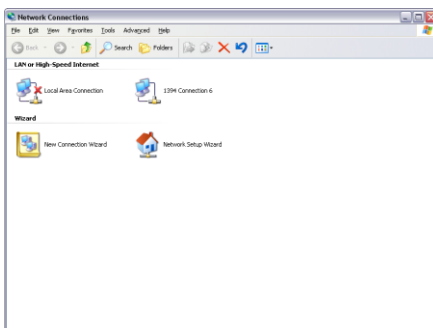 Network Connections
File Edit View Favorites Tools Advanced Help
Back Search Folders
LAN or High-Speed Internet
Local Area Connection 1394 Connection 6
Wizard
New Connection Wizard Network Setup Wizard